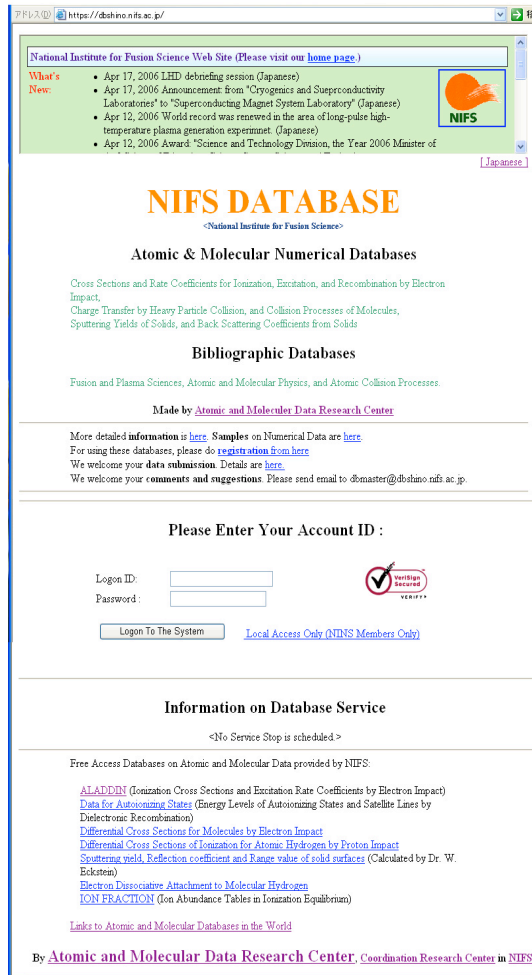 アドレス(D) https://dbshino.nifs.ac.jp/
National Institute for Fusion Science Web Site (Please visit our home page.)
What's New:
Apr 17, 2006 LHD debriefing session (Japanese)
Apr 17, 2006 Announcement: from "Cryogenics and Sueprconductivity
Laboratories" to "Superconducting Magnet System Laboratory" (Japanese)
Apr 12, 2006 World record was renewed in the area of long-pulse high-
temperature plasma generation experimnet. (Japanese)
Apr 12, 2006 Award: "Science and Technology Division, the Year 2006 Minister of
NIFS
[ Japanese ]
NIFS DATABASE
<National Institute for Fusion Science>
Atomic & Molecular Numerical Databases
Cross Sections and Rate Coefficients for Ionization, Excitation, and Recombination by Electron
Impact,
Charge Transfer by Heavy Particle Collision, and Collision Processes of Molecules,
Sputtering Yields of Solids, and Back Scattering Coefficients from Solids
Bibliographic Databases
Fusion and Plasma Sciences, Atomic and Molecular Physics, and Atomic Collision Processes.
Made by Atomic and Moleculer Data Research Center
More detailed information is here. Samples on Numerical Data are here.
For using these databases, please do registration from here
We welcome your data submission. Details are here.
We welcome your comments and suggestions. Please send email to dbmaster@dbshino.nifs.ac.jp.
Please Enter Your Account ID :
Logon ID:
Password :
VeriSign
Secured
VERIFY
Logon To The System Local Access Only (NINS Members Only)
Information on Database Service
<No Service Stop is scheduled.>
Free Access Databases on Atomic and Molecular Data provided by NIFS:
ALADDIN (Ionization Cross Sections and Excitation Rate Coefficients by Electron Impact)
Data for Autoionizing States (Energy Levels of Autoionizing States and Satellite Lines by
Dielectronic Recombination)
Differential Cross Sections for Molecules by Electron Impact
Differential Cross Sections of Ionization for Atomic Hydrogen by Proton Impact
Sputtering yield, Reflection coefficient and Range value of solid surfaces (Calculated by Dr. W.
Eckstein)
Electron Dissociative Attachment to Molecular Hydrogen
ION FRACTION (Ion Abundance Tables in Ionization Equilibrium)
Links to Atomic and Molecular Databases in the World
By Atomic and Molecular Data Research Center, Coordination Research Center in NIFS